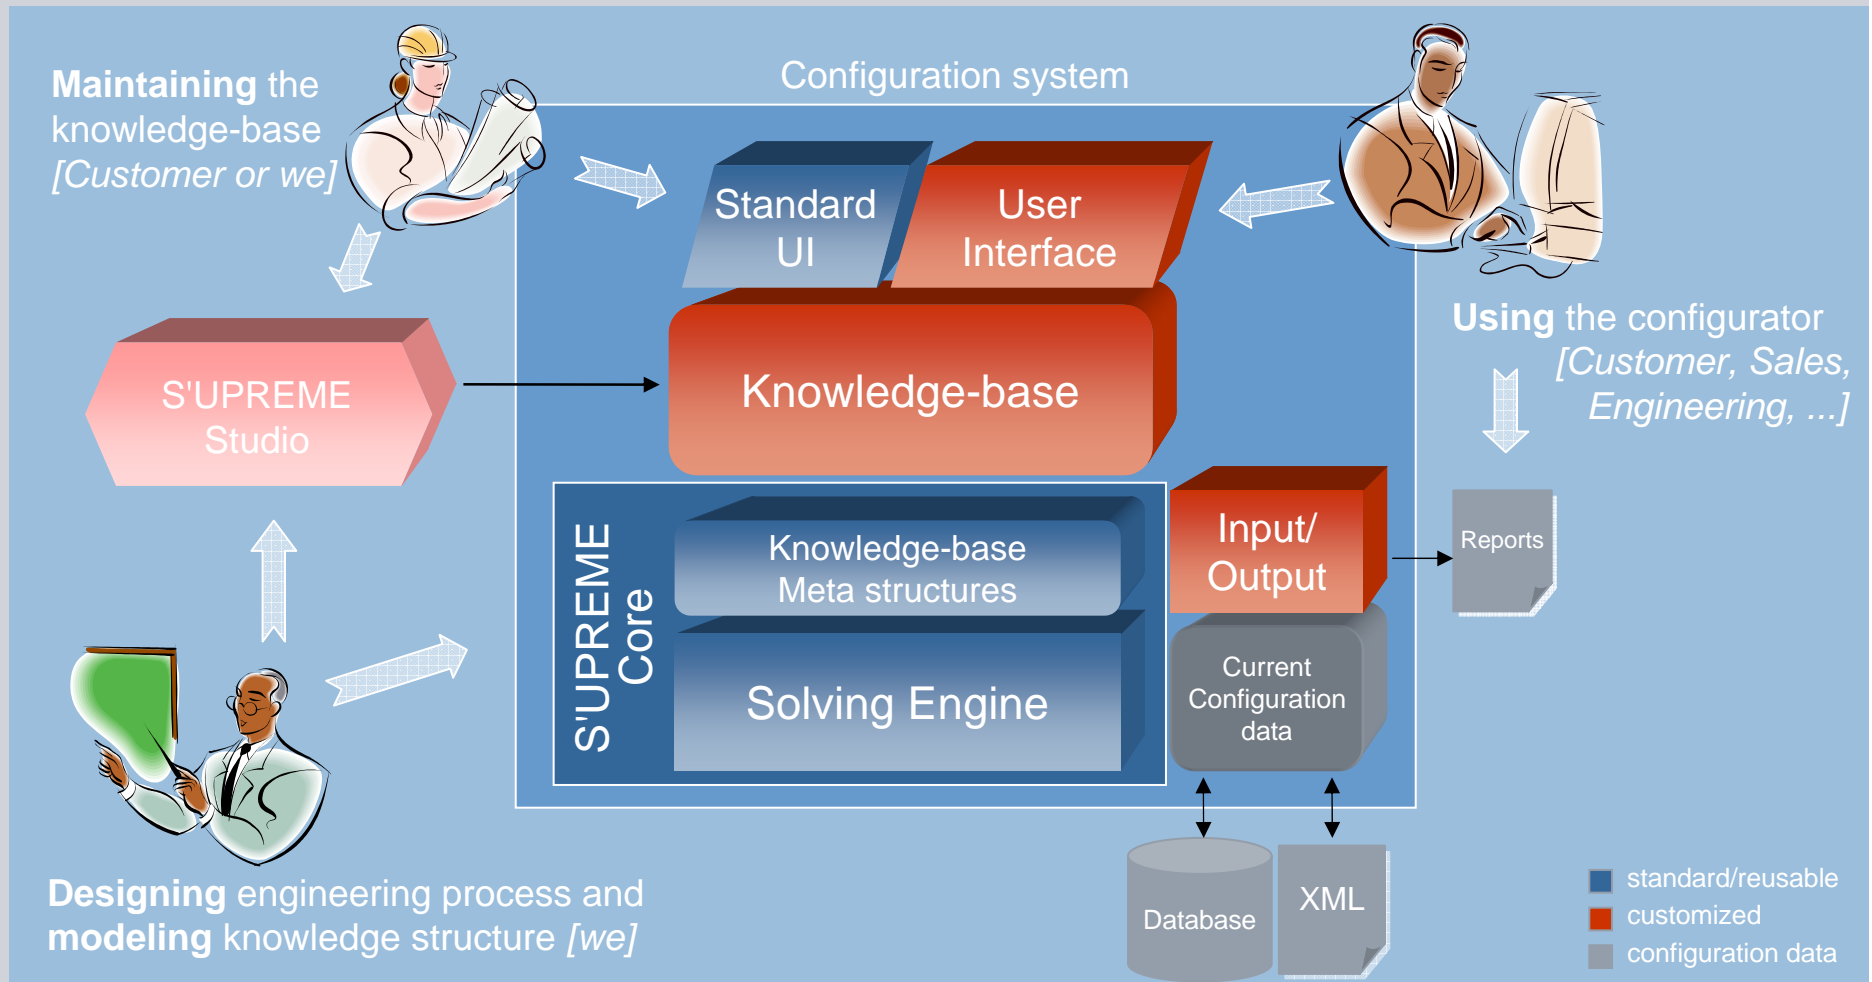 Configuration system
Maintaining the
knowledge-base
[Customer or we]
Standard
UI
User
Interface
Using the configurator
[Customer, Sales,
Engineering, ...]
S'UPREME
Studio
Knowledge-base
S'UPREME
Core
Knowledge-base
Meta structures
Solving Engine
Input/
Output
Reports
Current
Configuration
data
Database
XML
Designing engineering process and
modeling knowledge structure [we]
standard/reusable
customized
configuration data